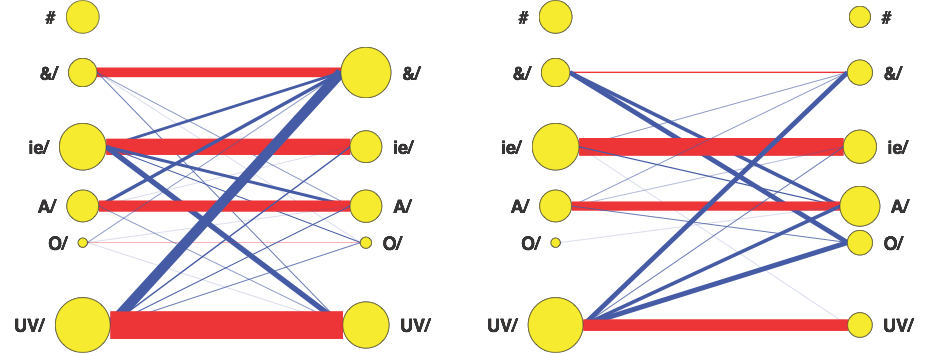 # # #
&/ &/ &/ &/
ie/ ie/ ie/ ie/
A/ A/ A/ A/
O/ O/ O/ O/
UV/ UV/ UV/ UV/